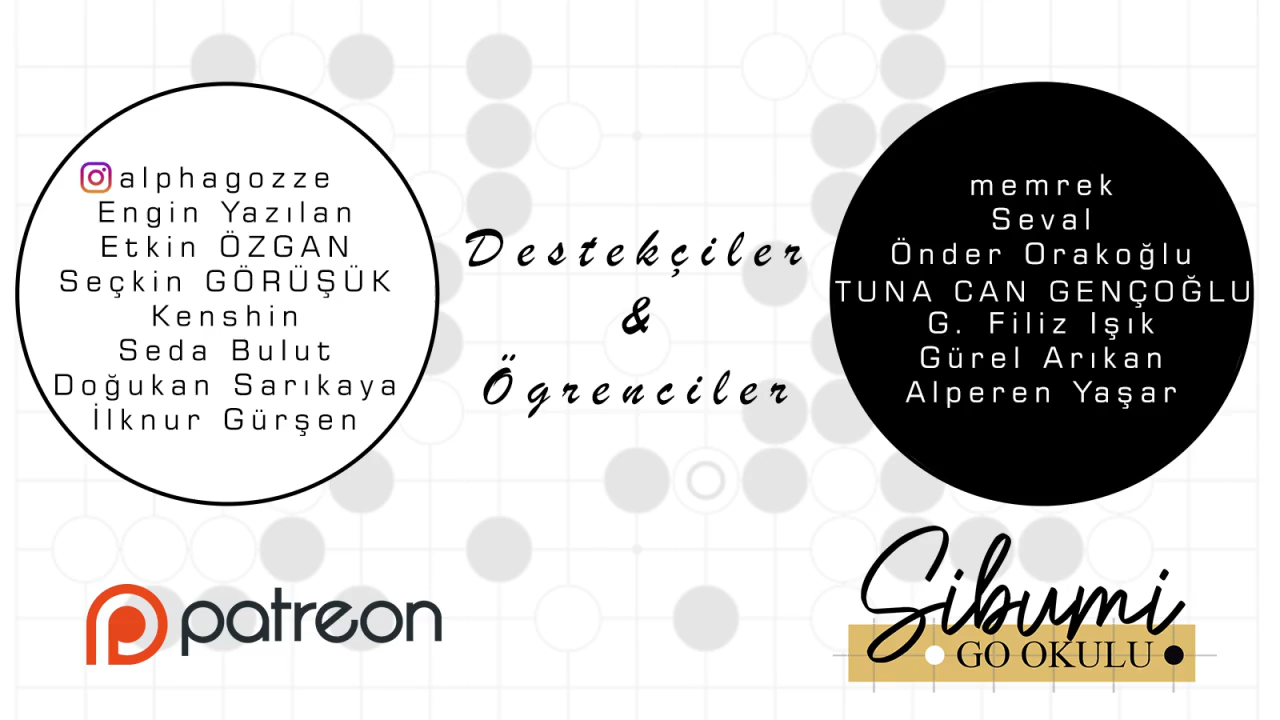 alphagozze
Engin Yazılan
Etkin ÖZGAN
Seçkin GÖRÜŞÜK
Kenshin
Seda Bulut
Doğukan Sarıkaya
İlknur Gürşen
Destekçiler
&
Ögrenciler
memrek
Seval
Önder Orakoğlu
TUNA CAN GENÇOĞLU
G. Filiz Işık
Gürel Arıkan
Alperen Yaşar
patreon
Sibumi
GO OKULU